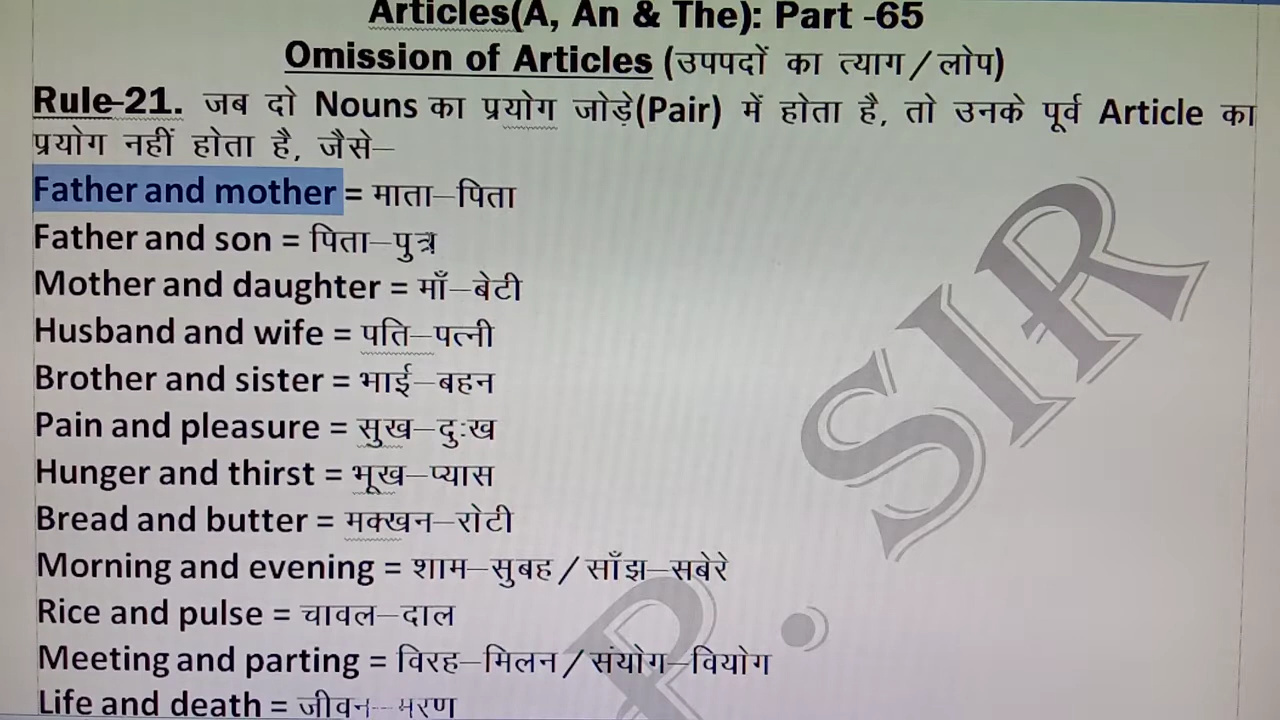 Articles(A, An & The): Part -65
Omission of Articles (उपपदों का त्याग/लोप)
Rule-21. जब दो Nouns का प्रयोग जोड़े(Pair) में होता है, तो उनके पूर्व Article का
प्रयोग नहीं होता है, जैसे–
Father and mother = माता–पिता
Father and son = पिता–पुत्र
Mother and daughter = माँ–बेटी
Husband and wife = पति–पत्नी
Brother and sister = भाई–बहन
Pain and pleasure = सुख–दुःख
Hunger and thirst = भूख–प्यास
Bread and butter = मक्खन–रोटी
Morning and evening = शाम–सुबह/साँझ–सबेरे
Rice and pulse = चावल–दाल
Meeting and parting = विरह–मिलन/संयोग–वियोग
Life and death = जीवन–मरण
R. SIR